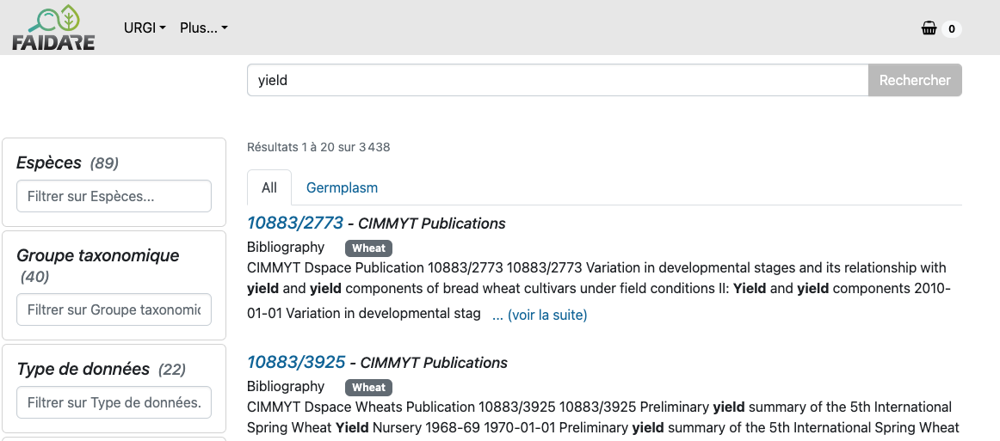 FAIDARE
URGI
Plus...
0
yield
Rechercher
Résultats 1 à 20 sur 3 438
Espèces (89)
Filtrer sur Espèces...
Groupe taxonomique
(40)
Filtrer sur Groupe taxonomic
Type de données (22)
Filtrer sur Type de données.
All
Germplasm
10883/2773 - CIMMYT Publications
Bibliography Wheat
CIMMYT Dspace Publication 10883/2773 10883/2773 Variation in developmental stages and its relationship with
yield and yield components of bread wheat cultivars under field conditions II: Yield and yield components 2010-
01-01 Variation in developmental stag ... (voir la suite)
10883/3925 - CIMMYT Publications
Bibliography Wheat
CIMMYT Dspace Wheats Publication 10883/3925 10883/3925 Preliminary yield summary of the 5th International
Spring Wheat Yield Nursery 1968-69 1970-01-01 Preliminary yield summary of the 5th International Spring Wheat